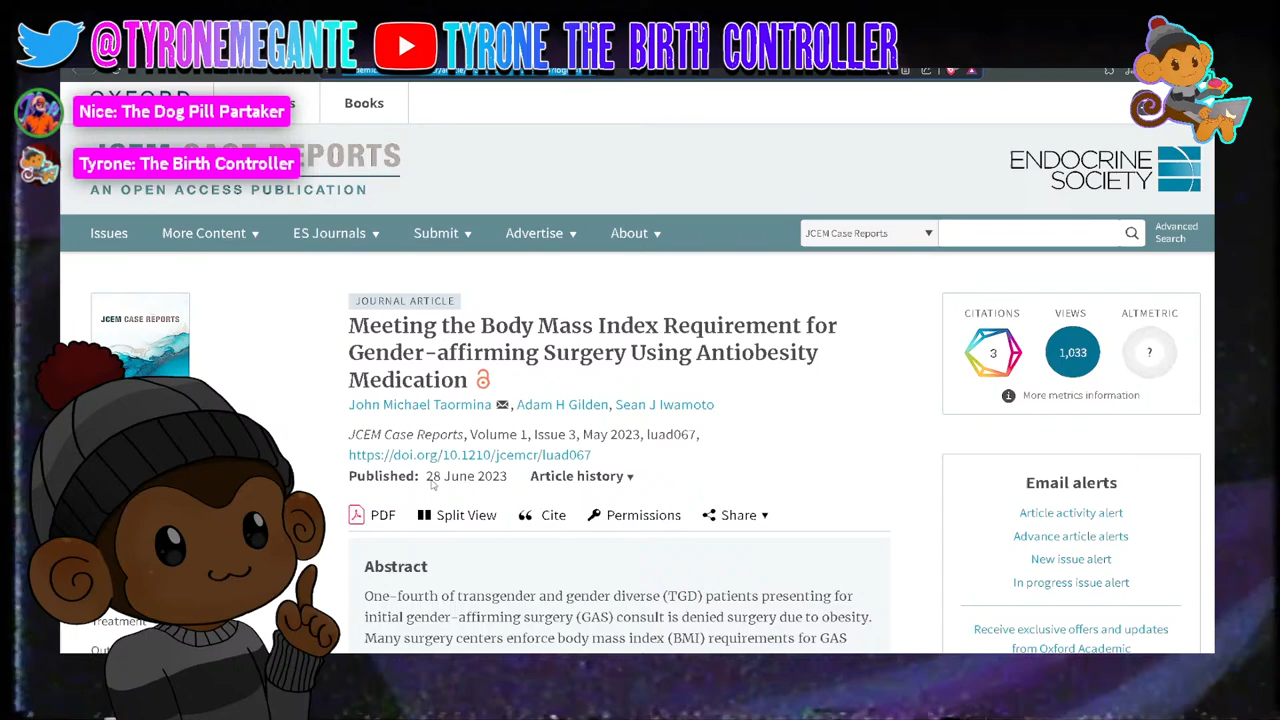 @TYRONEMEGANTE
TYRONE THE BIRTH CONTROLLER
OXFORD
Books
Nice: The Dog Pill Partaker
JCEM CASE REPORTS
Tyrone: The Birth Controller
AN OPEN ACCESS PUBLICATION
ENDOCRINE
SOCIETY
Issues
More Content
ES Journals
Submit
Advertise
About
JCEM Case Reports
Advanced
Search
JCEM CASE REPORTS
JOURNAL ARTICLE
Meeting the Body Mass Index Requirement for
Gender-affirming Surgery Using Antiobesity
Medication
John Michael Taormina , Adam H Gilden, Sean J Iwamoto
JCEM Case Reports, Volume 1, Issue 3, May 2023, luad067,
https://doi.org/10.1210/jcemcr/luad067
Published: 28 June 2023 Article history
PDF Split View Cite Permissions Share
Abstract
One-fourth of transgender and gender diverse (TGD) patients presenting for
initial gender-affirming surgery (GAS) consult is denied surgery due to obesity.
Many surgery centers enforce body mass index (BMI) requirements for GAS
Treatment
CITATIONS VIEWS ALTMETRIC
3 1,033 ?
More metrics information
Email alerts
Article activity alert
Advance article alerts
New issue alert
In progress issue alert
Receive exclusive offers and updates
from Oxford Academic